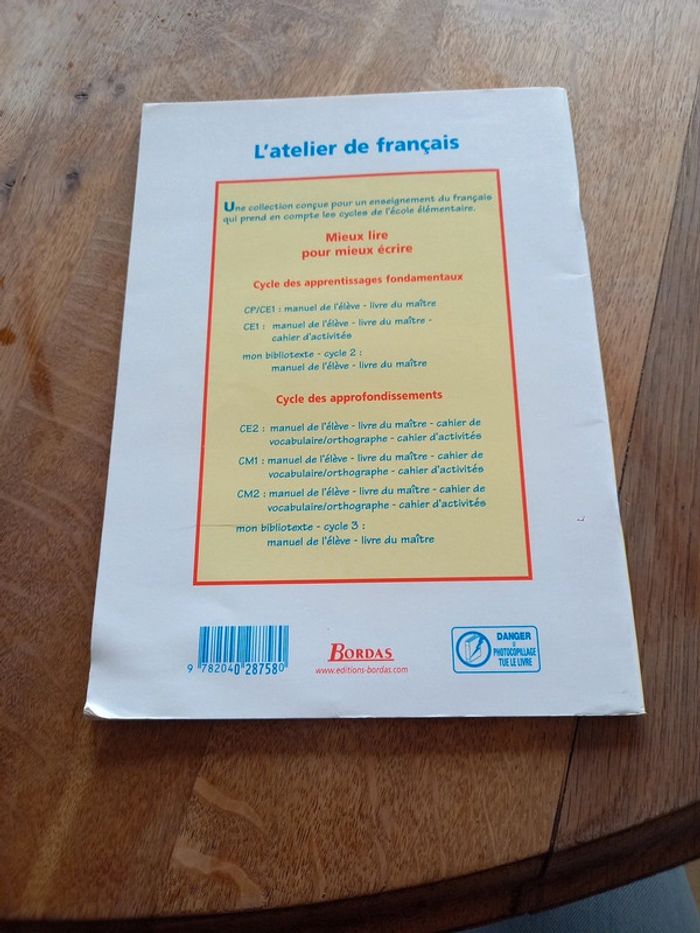 L'atelier de français
Une collection conçue pour un enseignement du français
qui prend en compte les cycles de l'école élémentaire.
Mieux lire
pour mieux écrire
Cycle des apprentissages fondamentaux
CP/CE1 : manuel de l'élève - livre du maître
CE1 : manuel de l'élève - livre du maître -
cahier d'activités
mon bibliotexte - cycle 2 :
manuel de l'élève - livre du maître
Cycle des approfondissements
CE2 : manuel de l'élève - livre du maître - cahier de
vocabulaire/orthographe - cahier d'activités
CM1 : manuel de l'élève - livre du maître - cahier de
vocabulaire/orthographe - cahier d'activités
CM2 : manuel de l'élève - livre du maître - cahier de
vocabulaire/orthographe - cahier d'activités
mon bibliotexte - cycle 3 :
manuel de l'élève - livre du maître
9 782040 287580
BORDAS
www.editions-bordas.com
DANGER
LE
PHOTOCOPILLAGE
TUE LE LIVRE